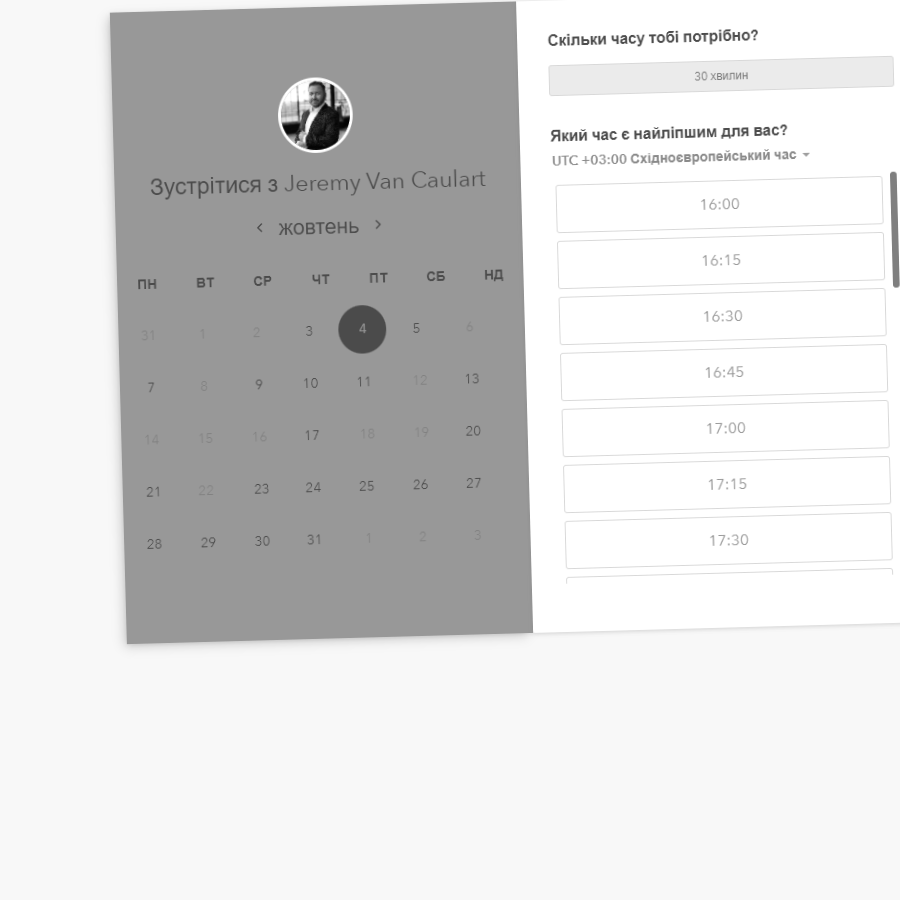 Зустрітися з Jeremy Van Caulart
жовтень
ПН ВТ СР ЧТ ПТ СБ НД
31 1 2 3 4 5 6
7 8 9 10 11 12 13
14 15 16 17 18 19 20
21 22 23 24 25 26 27
28 29 30 31 1 2 3
Скільки часу тобі потрібно?
30 хвилин
Який час є найліпшим для вас?
UTC +03:00 Східноєвропейський час
16:00
16:15
16:30
16:45
17:00
17:15
17:30